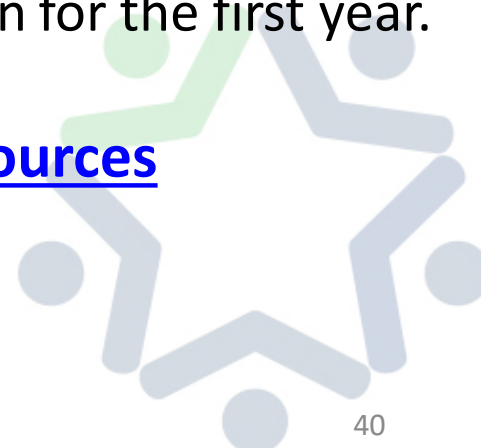 n for the first year.
ources
40